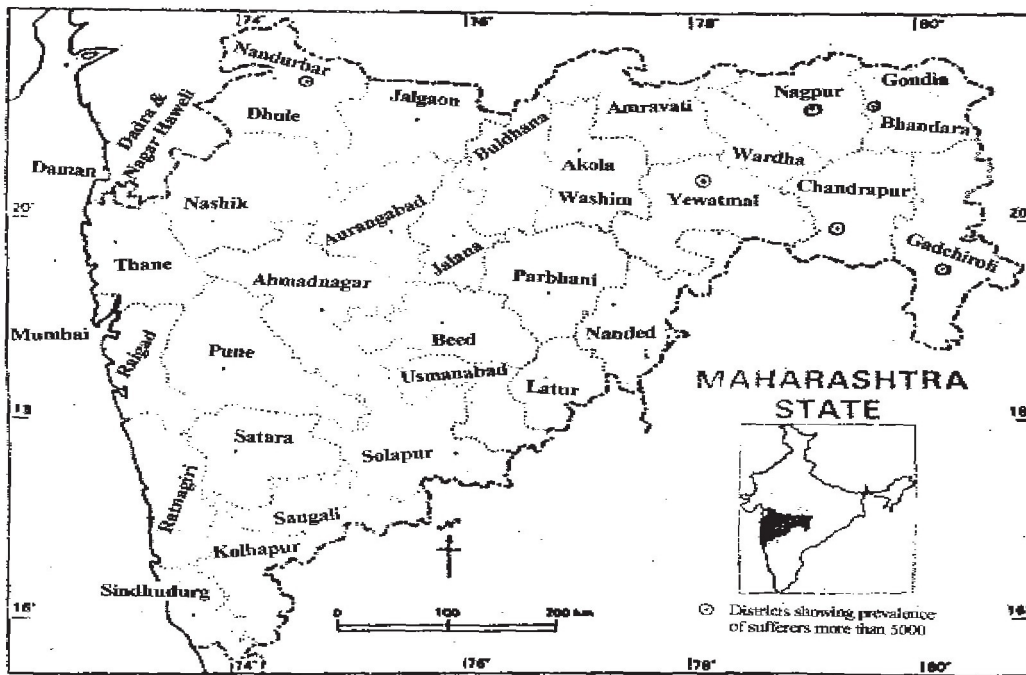 74°
76°
78°
80°
Nandurbar
Jalgaon
Amravati
Nagpur
Gondia
Dadra &
Nagar Haweli
Dhule
Buldhana
Bhandara
Daman
Akola
Wardha
Chandrapur
Nashik
Aurangabad
Washim
Yewatmal
20°
20
Thane
Jalana
Gadchiroli
Ahmadnagar
Parbhani
Mumbai
Raigad
Pune
Beed
Nanded
Usmanabad
Latur
MAHARASHTRA
STATE
18
18
Satara
Solapur
Ratnagiri
Sangali
Kolhapur
Sindhudurg
16°
16
0 100 200 km
Districts showing prevalence
of sufferers more than 5000
74°
76°
78°
80°